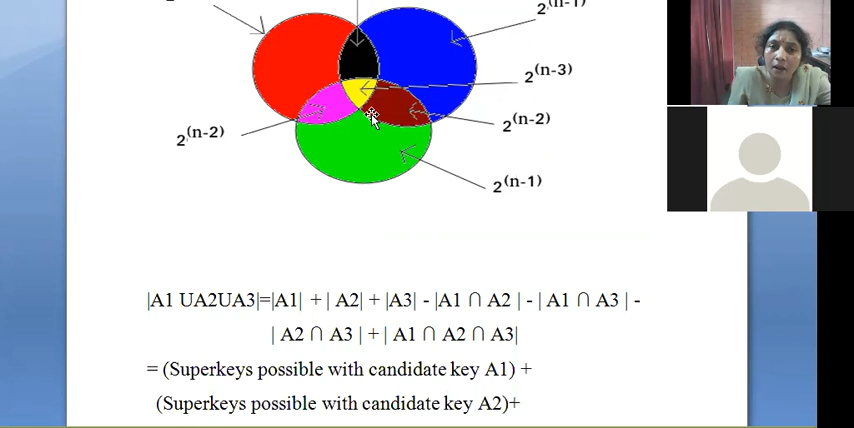 2(n-1)
2(n-3)
2(n-2)
2(n-2)
2(n-1)
|A1 UA2UA3|=|A1| + | A2| + |A3| - |A1 ∩ A2 | - | A1 ∩ A3 | -
| A2 ∩ A3 | + | A1 ∩ A2 ∩ A3|
= (Superkeys possible with candidate key A1) +
(Superkeys possible with candidate key A2)+